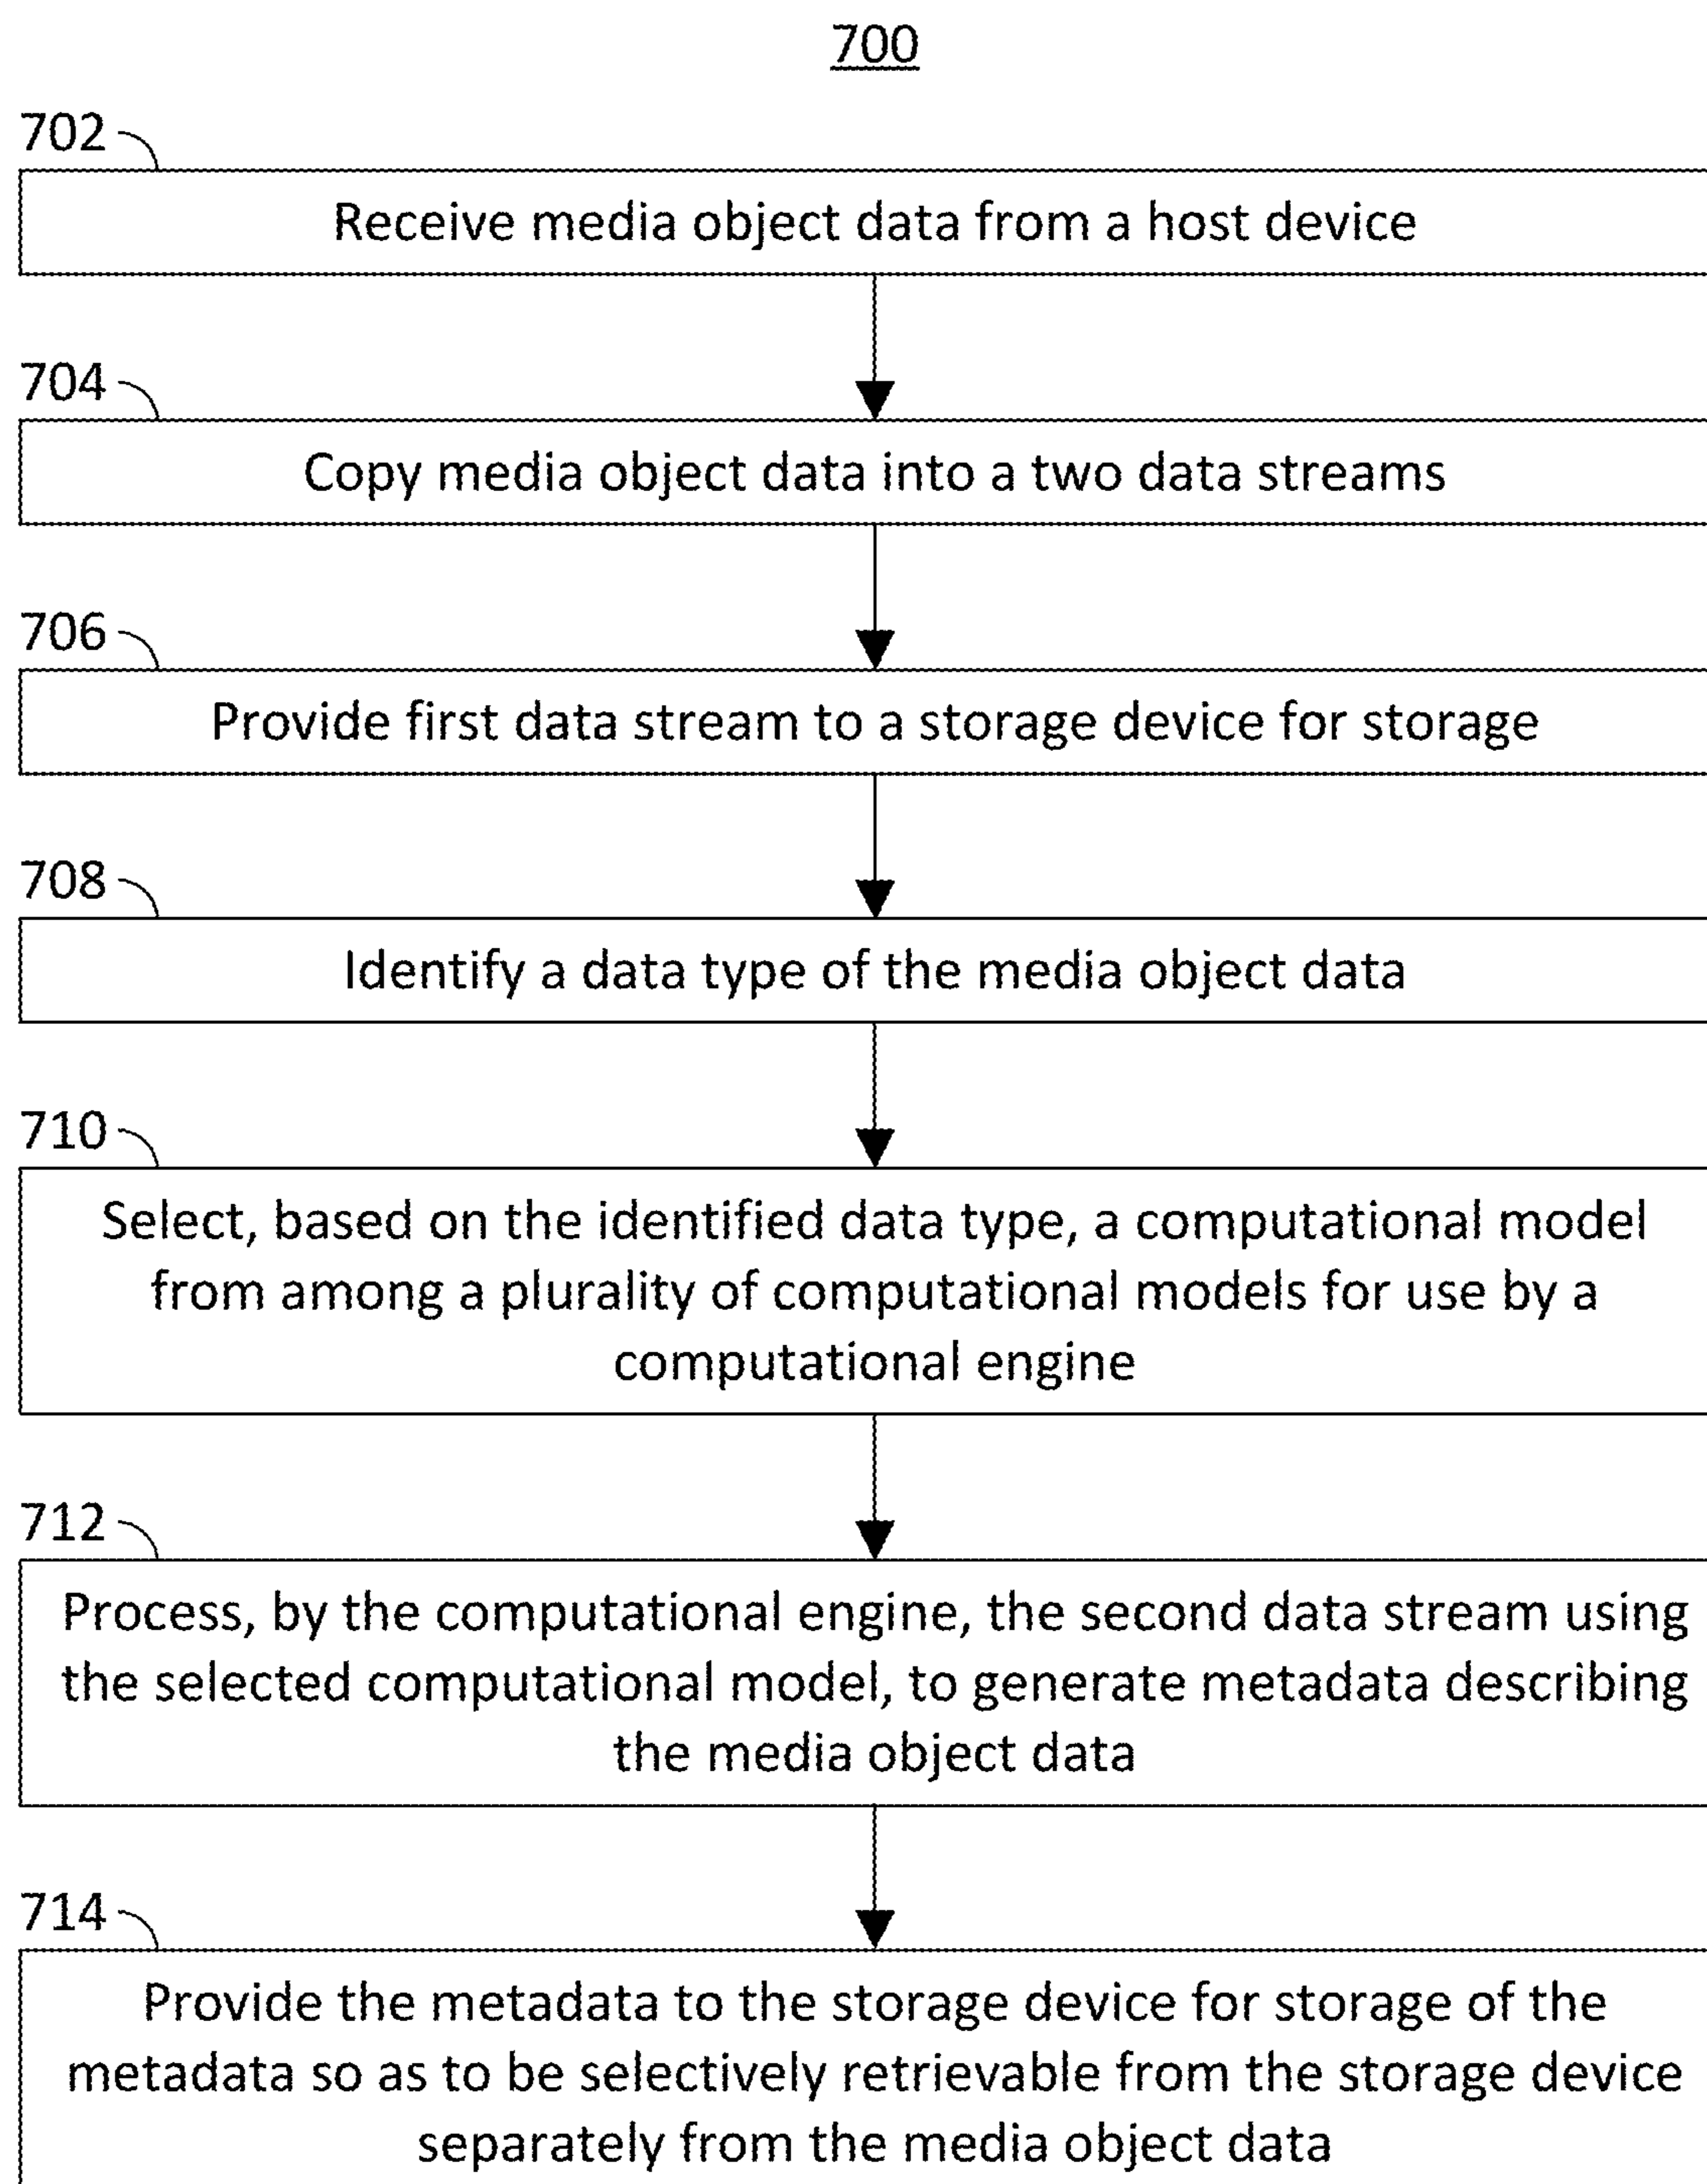 700
702
Receive media object data from a host device
704
Copy media object data into a two data streams
706
Provide first data stream to a storage device for storage
708
Identify a data type of the media object data
710
Select, based on the identified data type, a computational model
from among a plurality of computational models for use by a
computational engine
712
Process, by the computational engine, the second data stream using
the selected computational model, to generate metadata describing
the media object data
714
Provide the metadata to the storage device for storage of the
metadata so as to be selectively retrievable from the storage device
separately from the media object data